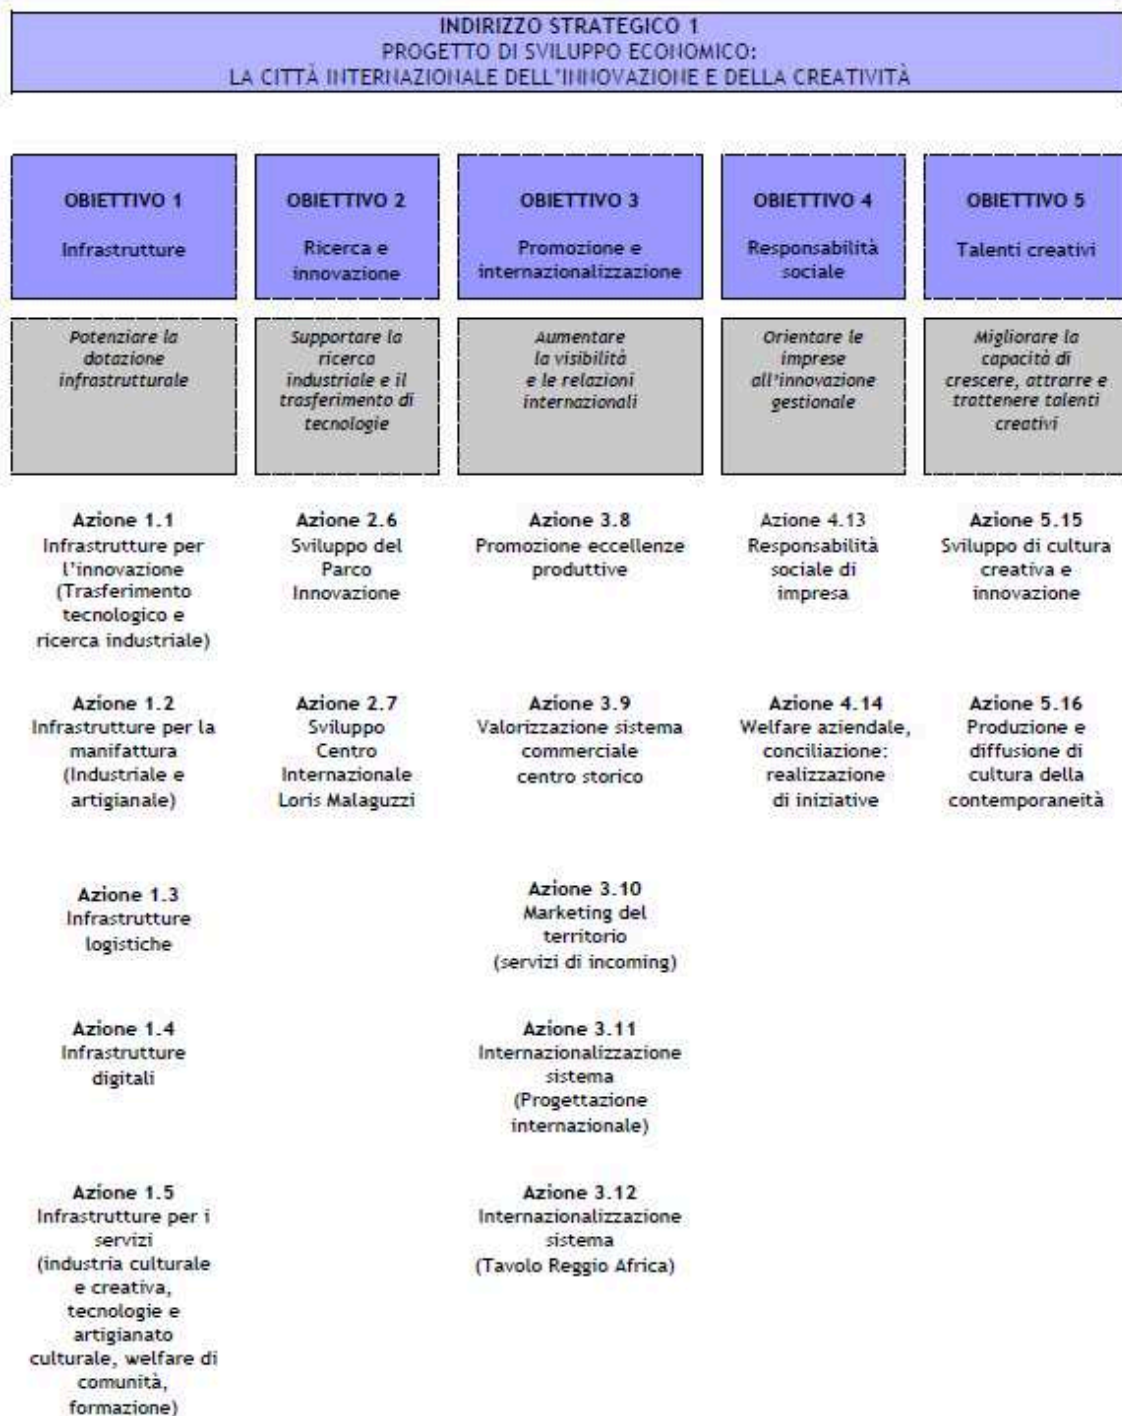 INDIRIZZO STRATEGICO 1
PROGETTO DI SVILUPPO ECONOMICO:
LA CITTÀ INTERNAZIONALE DELL'INNOVAZIONE E DELLA CREATIVITÀ
OBIETTIVO 1
Infrastrutture
OBIETTIVO 2
Ricerca e
innovazione
OBIETTIVO 3
Promozione e
internazionalizzazione
OBIETTIVO 4
Responsabilità
sociale
OBIETTIVO 5
Talenti creativi
Potenziare la
dotazione
infrastrutturale
Supportare la
ricerca
industriale e il
trasferimento di
tecnologie
Aumentare
la visibilità
e le relazioni
internazionali
Orientare le
imprese
all'innovazione
gestionale
Migliorare la
capacità di
crescere, attrarre e
trattenere talenti
creativi
Azione 1.1
Infrastrutture per
l'innovazione
(Trasferimento
tecnologico e
ricerca industriale)
Azione 2.6
Sviluppo del
Parco
Innovazione
Azione 3.8
Promozione eccellenze
produttive
Azione 4.13
Responsabilità
sociale di
impresa
Azione 5.15
Sviluppo di cultura
creativa e
innovazione
Azione 1.2
Infrastrutture per la
manifattura
(Industriale e
artigianale)
Azione 2.7
Sviluppo
Centro
Internazionale
Loris Malaguzzi
Azione 3.9
Valorizzazione sistema
commerciale
centro storico
Azione 4.14
Welfare aziendale,
conciliazione:
realizzazione
di iniziative
Azione 5.16
Produzione e
diffusione di
cultura della
contemporaneità
Azione 1.3
Infrastrutture
logistiche
Azione 3.10
Marketing del
territorio
(servizi di incoming)
Azione 1.4
Infrastrutture
digitali
Azione 3.11
Internazionalizzazione
sistema
(Progettazione
internazionale)
Azione 1.5
Infrastrutture per i
servizi
(industria culturale
e creativa,
tecnologie e
artigianato
culturale, welfare di
comunità,
formazione)
Azione 3.12
Internazionalizzazione
sistema
(Tavolo Reggio Africa)